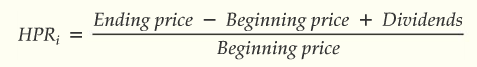 HPRᵢ = (Ending price − Beginning price + Dividends) / Beginning price